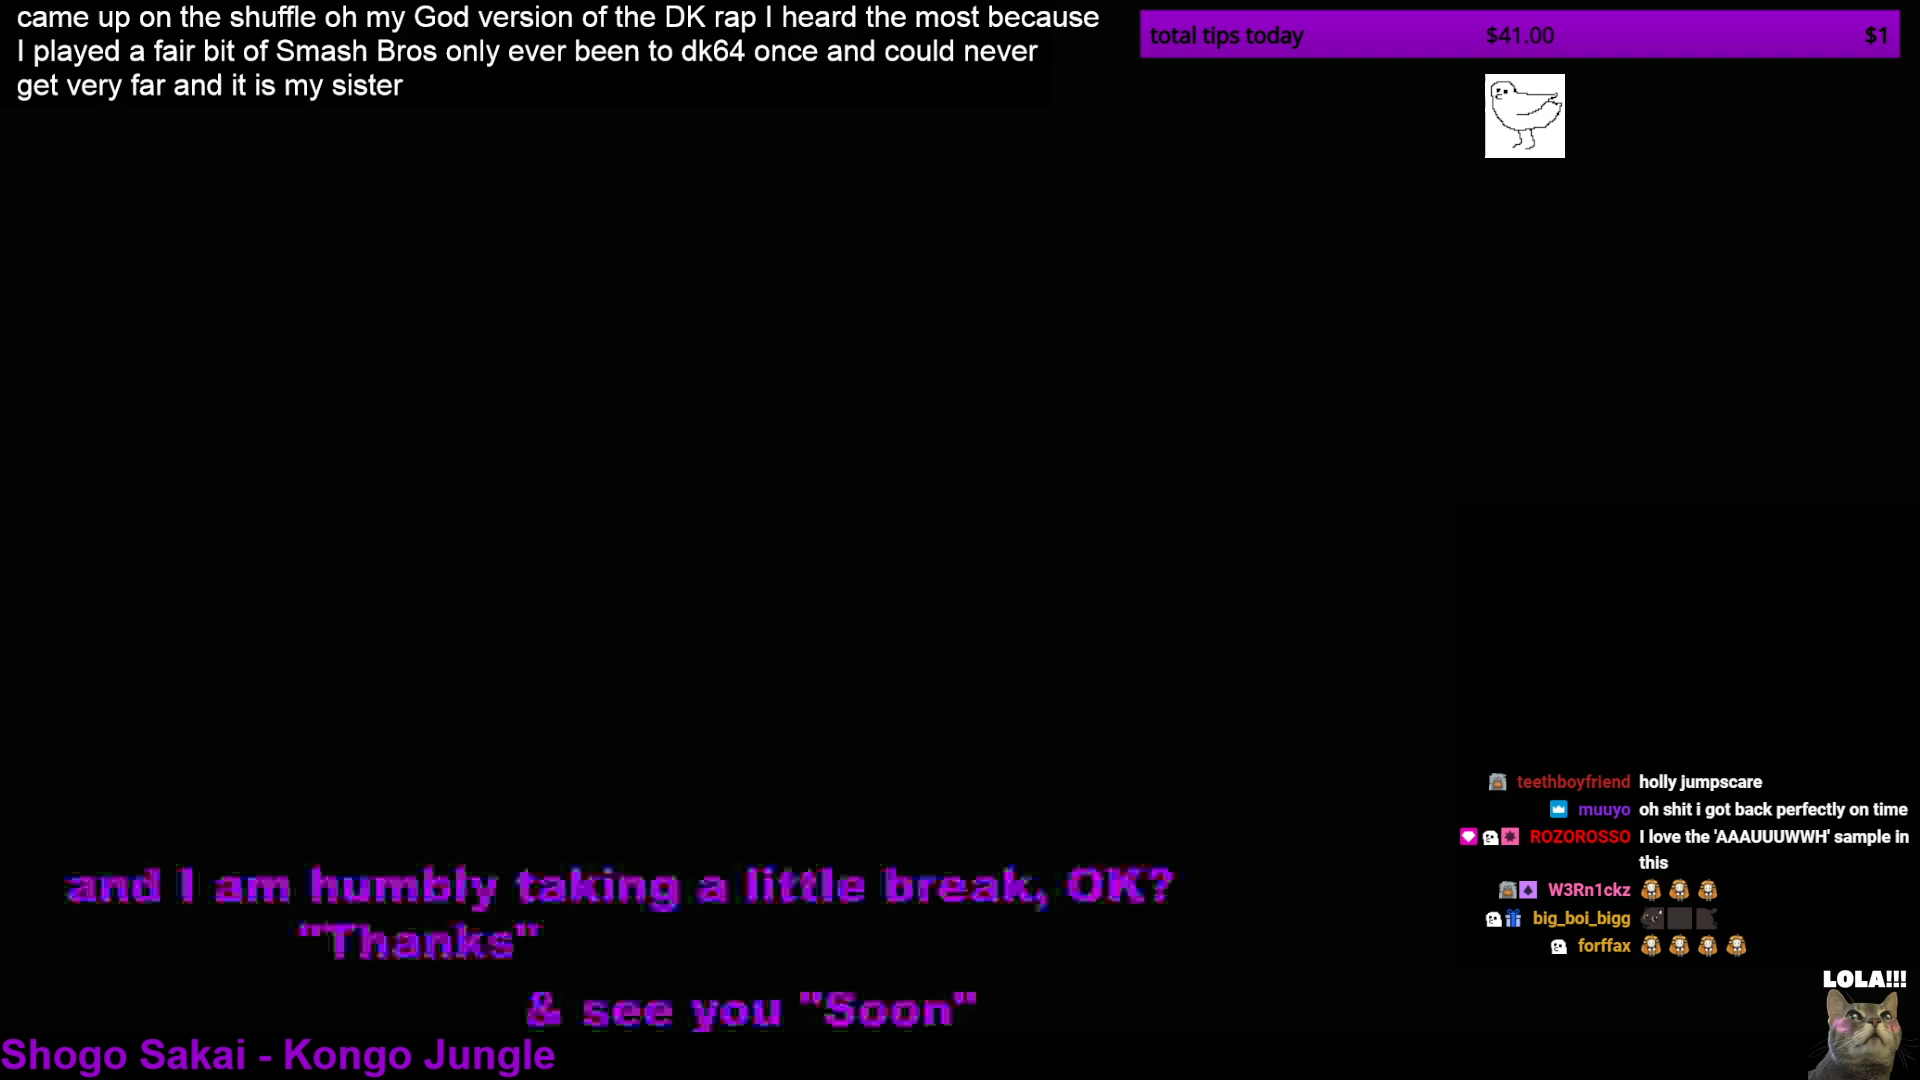 came up on the shuffle oh my God version of the DK rap I heard the most because
I played a fair bit of Smash Bros only ever been to dk64 once and could never
get very far and it is my sister
total tips today $41.00 $1
teethboyfriend holly jumpscare
muuyo oh shit i got back perfectly on time
ROZOROSSO I love the 'AAAUUUWWH' sample in
this
W3Rn1ckz
big_boi_bigg
forffax
and I am humbly taking a little break, OK?
"Thanks"
& see you "Soon"
LOLA!!!
Shogo Sakai - Kongo Jungle